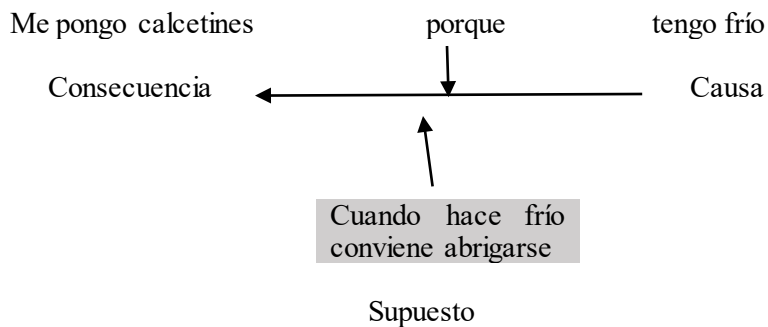 Me pongo calcetines porque tengo frío
Consecuencia Causa
Cuando hace frío
conviene abrigarse
Supuesto